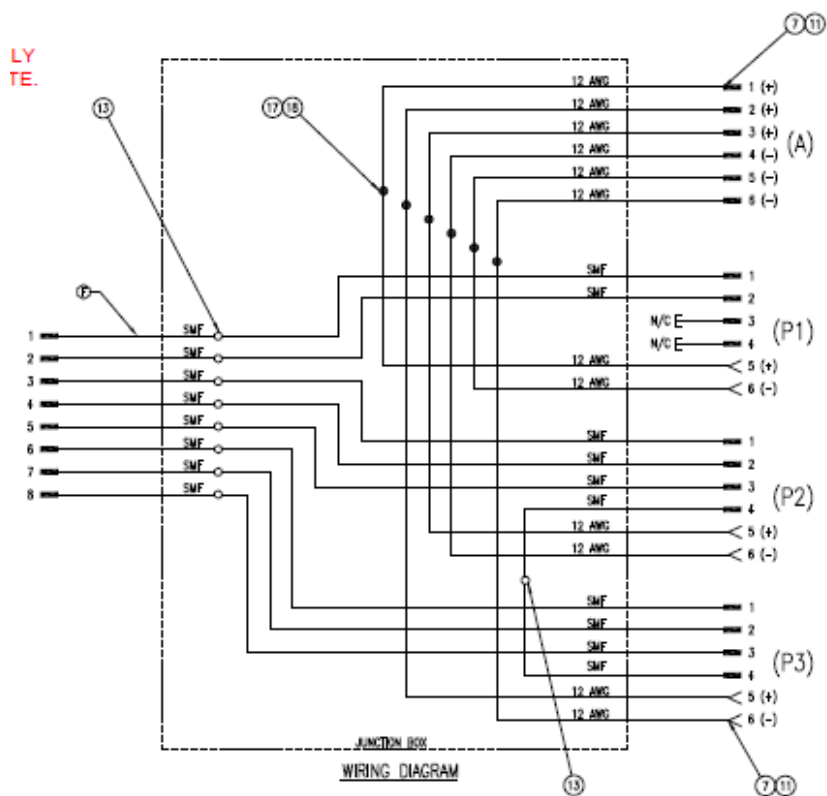 LY
TE.
7 11
12 AWG 1 (+)
12 AWG 2 (+)
17 18
13
12 AWG 3 (+)
(A)
12 AWG 4 (-)
12 AWG 5 (-)
12 AWG 6 (-)
SMF 1
F
SMF 2
N/C 3
(P1)
1 SMF
N/C 4
2 SMF
5 (+)
12 AWG
3 SMF
6 (-)
12 AWG
4 SMF
5 SMF
SMF 1
6 SMF
SMF 2
7 SMF
SMF 3
8 SMF
(P2)
SMF 4
12 AWG 5 (+)
12 AWG 6 (-)
SMF 1
SMF 2
SMF 3
(P3)
SMF 4
12 AWG 5 (+)
12 AWG 6 (-)
JUNCTION BOX
WIRING DIAGRAM
13
7 11